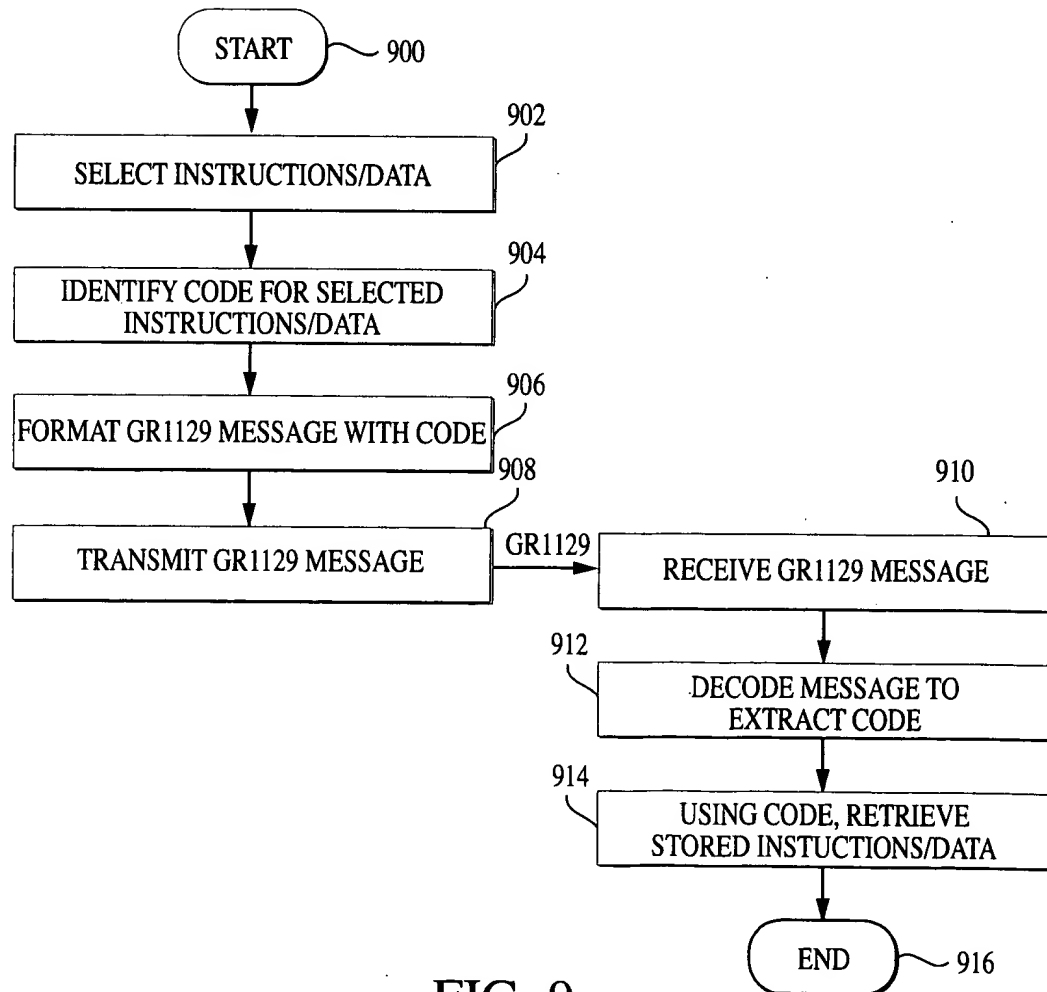 START
900
902
SELECT INSTRUCTIONS/DATA
904
IDENTIFY CODE FOR SELECTED
INSTRUCTIONS/DATA
906
FORMAT GR1129 MESSAGE WITH CODE
908
TRANSMIT GR1129 MESSAGE
GR1129
910
RECEIVE GR1129 MESSAGE
912
DECODE MESSAGE TO
EXTRACT CODE
914
USING CODE, RETRIEVE
STORED INSTUCTIONS/DATA
END
916
FIG. 9